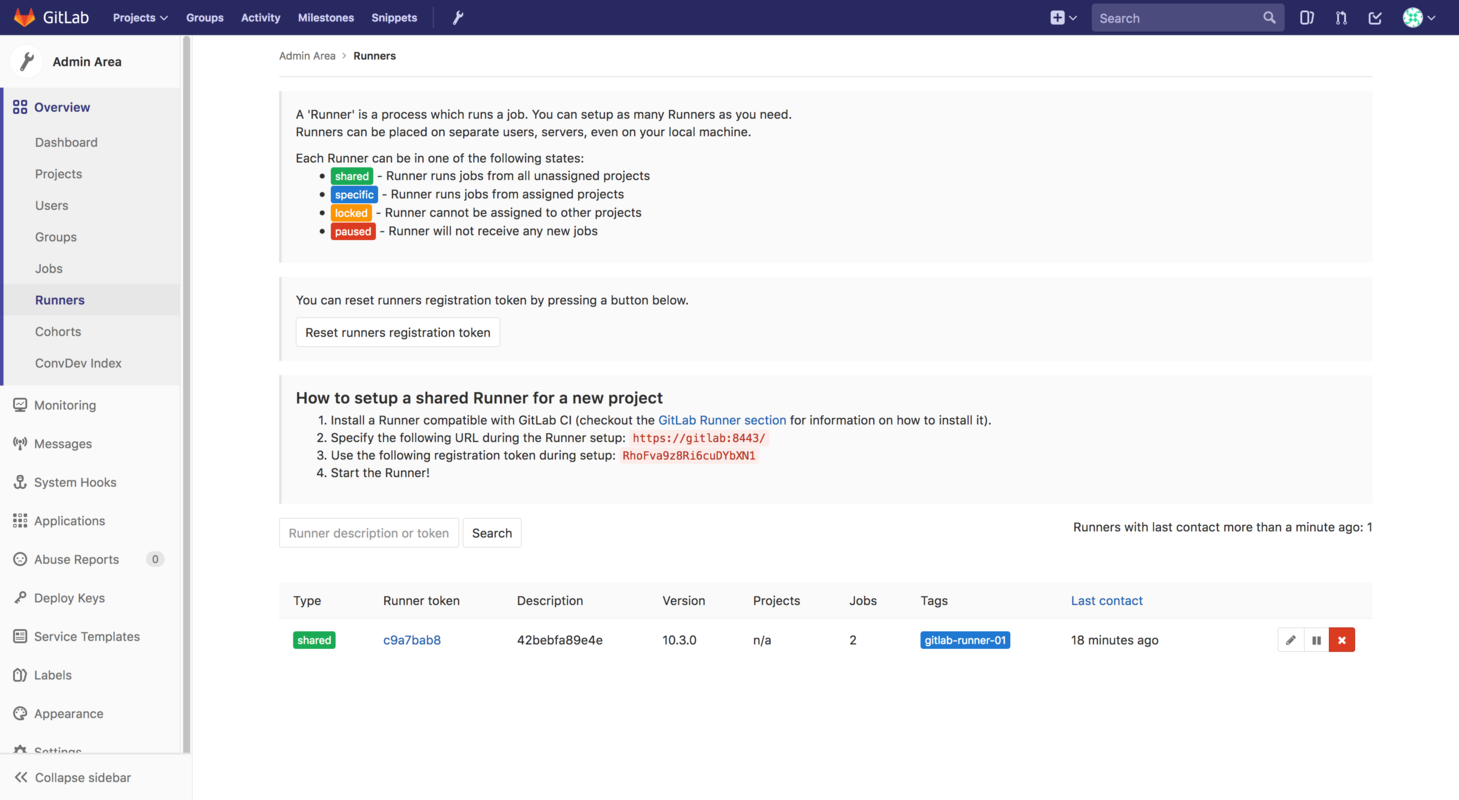 GitLab Projects Groups Activity Milestones Snippets Search
Admin Area
Overview
Dashboard
Projects
Users
Groups
Jobs
Runners
Cohorts
ConvDev Index
Monitoring
Messages
System Hooks
Applications
Abuse Reports 0
Deploy Keys
Service Templates
Labels
Appearance
Settings
Collapse sidebar
Admin Area > Runners
A 'Runner' is a process which runs a job. You can setup as many Runners as you need.
Runners can be placed on separate users, servers, even on your local machine.
Each Runner can be in one of the following states:
• shared - Runner runs jobs from all unassigned projects
• specific - Runner runs jobs from assigned projects
• locked - Runner cannot be assigned to other projects
• paused - Runner will not receive any new jobs
You can reset runners registration token by pressing a button below.
Reset runners registration token
How to setup a shared Runner for a new project
1. Install a Runner compatible with GitLab CI (checkout the GitLab Runner section for information on how to install it).
2. Specify the following URL during the Runner setup: https://gitlab:8443/
3. Use the following registration token during setup: RhoFva9z8Ri6cuDYbXN1
4. Start the Runner!
Runner description or token Search
Runners with last contact more than a minute ago: 1
Type Runner token Description Version Projects Jobs Tags Last contact
shared c9a7bab8 42bebfa89e4e 10.3.0 n/a 2 gitlab-runner-01 18 minutes ago